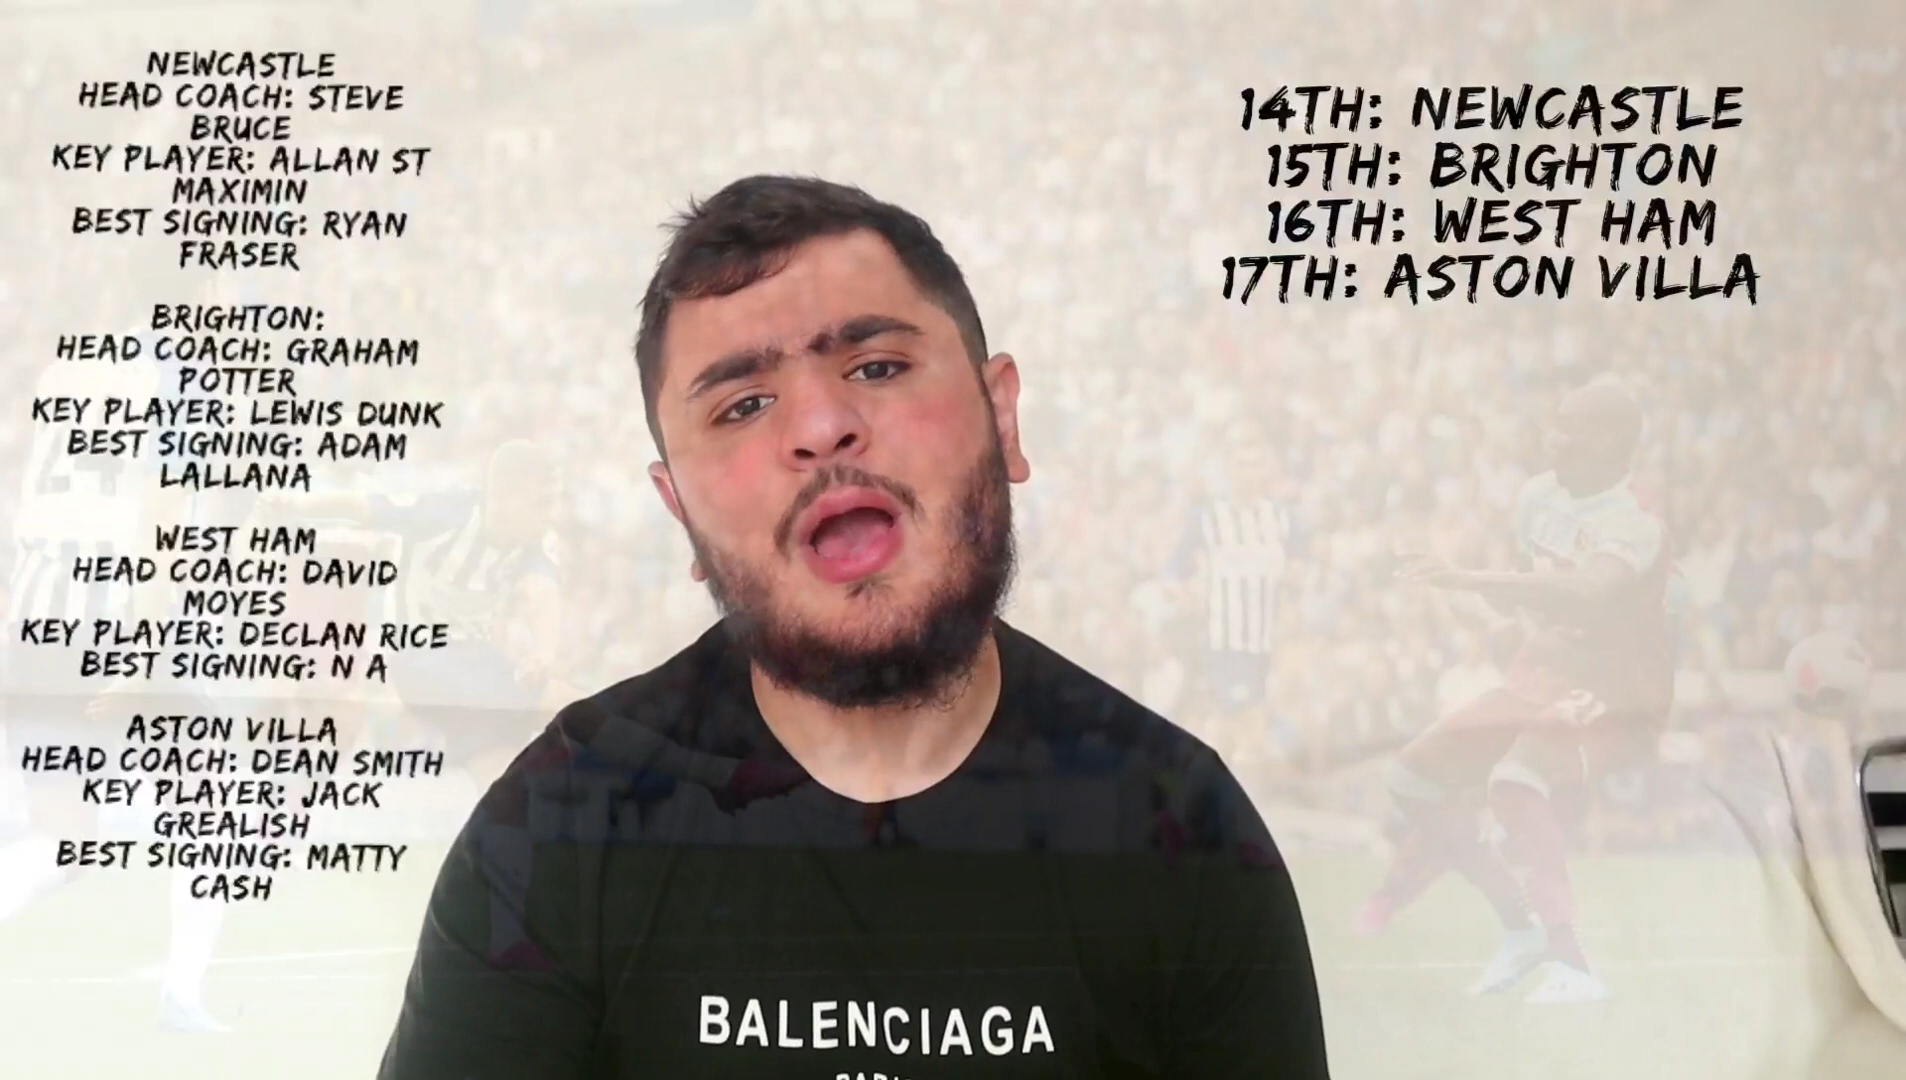 NEWCASTLE
HEAD COACH: STEVE
BRUCE
KEY PLAYER: ALLAN ST
MAXIMIN
BEST SIGNING: RYAN
FRASER
BRIGHTON:
HEAD COACH: GRAHAM
POTTER
KEY PLAYER: LEWIS DUNK
BEST SIGNING: ADAM
LALLANA
WEST HAM
HEAD COACH: DAVID
MOYES
KEY PLAYER: DECLAN RICE
BEST SIGNING: N A
ASTON VILLA
HEAD COACH: DEAN SMITH
KEY PLAYER: JACK
GREALISH
BEST SIGNING: MATTY
CASH
14TH: NEWCASTLE
15TH: BRIGHTON
16TH: WEST HAM
17TH: ASTON VILLA
BALENCIAGA